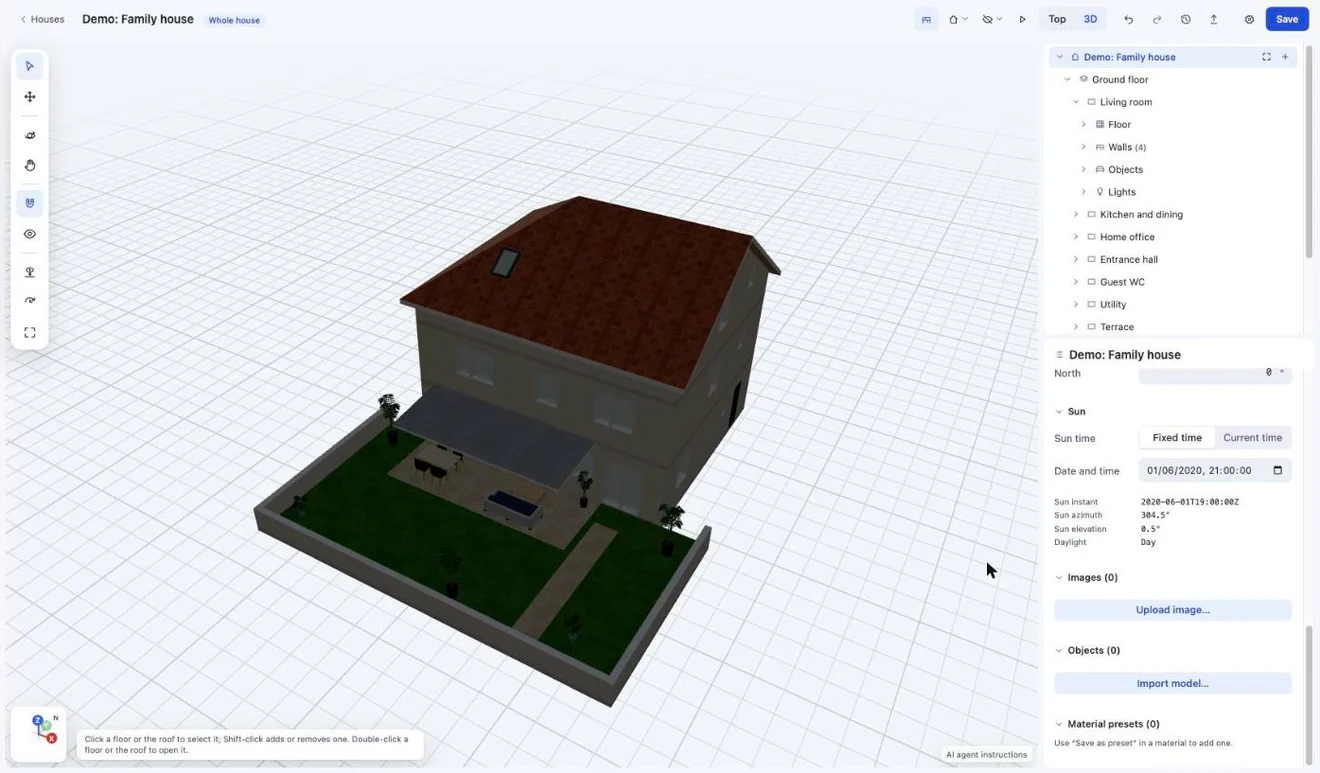 Houses
Demo: Family house
Whole house
Top
3D
Save
Demo: Family house
Ground floor
Living room
Floor
Walls (4)
Objects
Lights
Kitchen and dining
Home office
Entrance hall
Guest WC
Utility
Terrace
Demo: Family house
North
0 °
Sun
Sun time
Fixed time
Current time
Date and time
01/06/2020, 21:00:00
Sun instant
2020-06-01T19:00:00Z
Sun azimuth
304.5°
Sun elevation
0.5°
Daylight
Day
Images (0)
Upload image...
Objects (0)
Import model...
Material presets (0)
Use "Save as preset" in a material to add one.
Z
Y
X
N
Click a floor or the roof to select it; Shift-click adds or removes one. Double-click a
floor or the roof to open it.
AI agent instructions